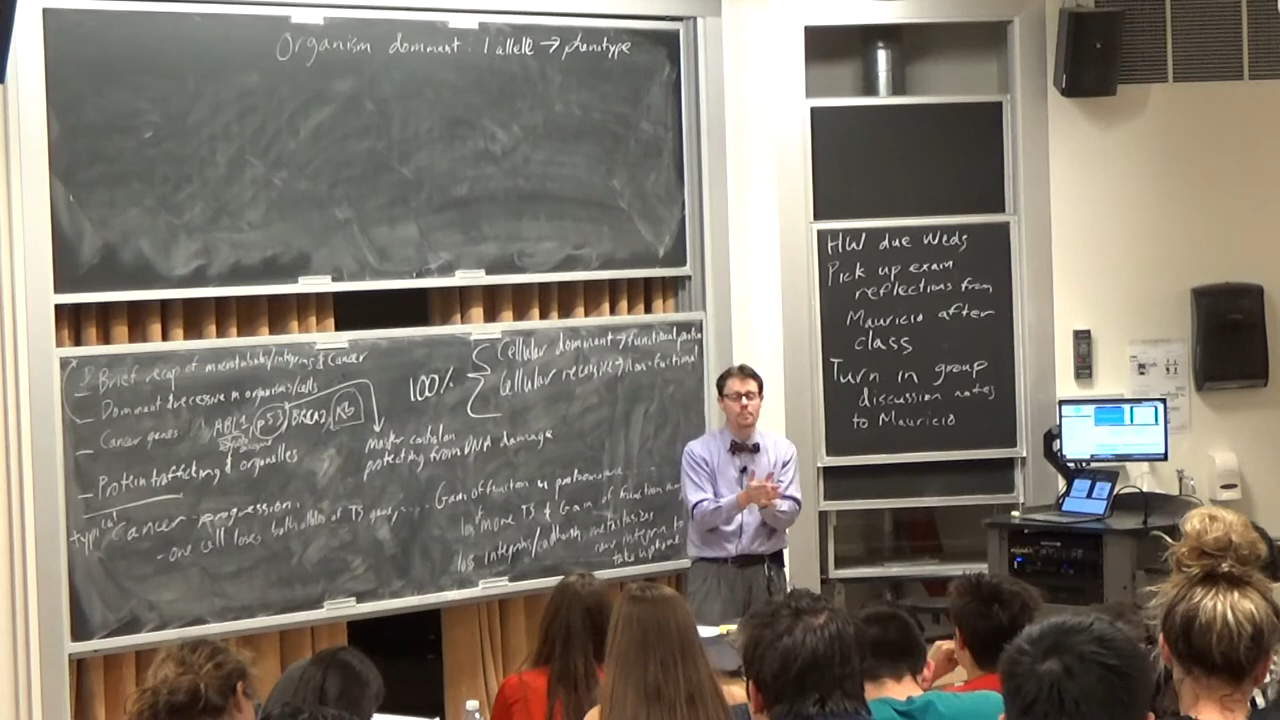 Organism dominant: 1 allele → phenotype
Brief recap of microtubules/integrins & Cancer
Dominant & recessive in organisms/cells
- Cancer genes ABL1 p53 BRCA2, Rb
proto oncogene
Master controller
protecting from DNA damage
- Protein trafficking & organelles
100% { Cellular dominant → functional protein
Cellular recessive → non-functional
typical Cancer progression:
- one cell loses both alleles of TS gene, ... Gain of function in protooncogene
lost more TS & Gain of function
loss integrins/cadherin metastasizes
new integrin to
take up
HW due Weds
Pick up exam
reflections from
Mauricio after
class
Turn in group
discussion notes
to Mauricio